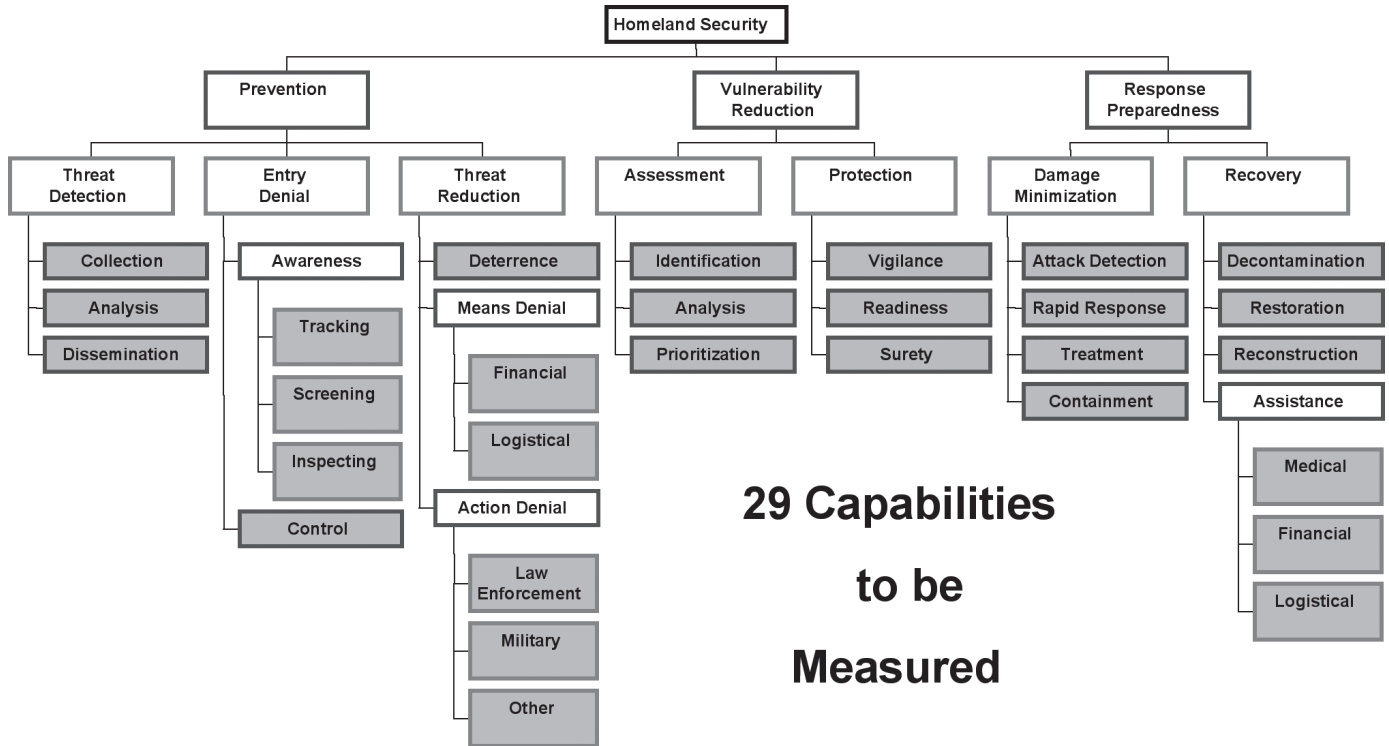 Homeland Security
Prevention
Vulnerability
Reduction
Response
Preparedness
Threat
Detection
Entry
Denial
Threat
Reduction
Assessment
Protection
Damage
Minimization
Recovery
Collection
Analysis
Dissemination
Awareness
Tracking
Screening
Inspecting
Control
Deterrence
Means Denial
Financial
Logistical
Action Denial
Law
Enforcement
Military
Other
Identification
Analysis
Prioritization
Vigilance
Readiness
Surety
Attack Detection
Rapid Response
Treatment
Containment
Decontamination
Restoration
Reconstruction
Assistance
Medical
Financial
Logistical
29 Capabilities
to be
Measured